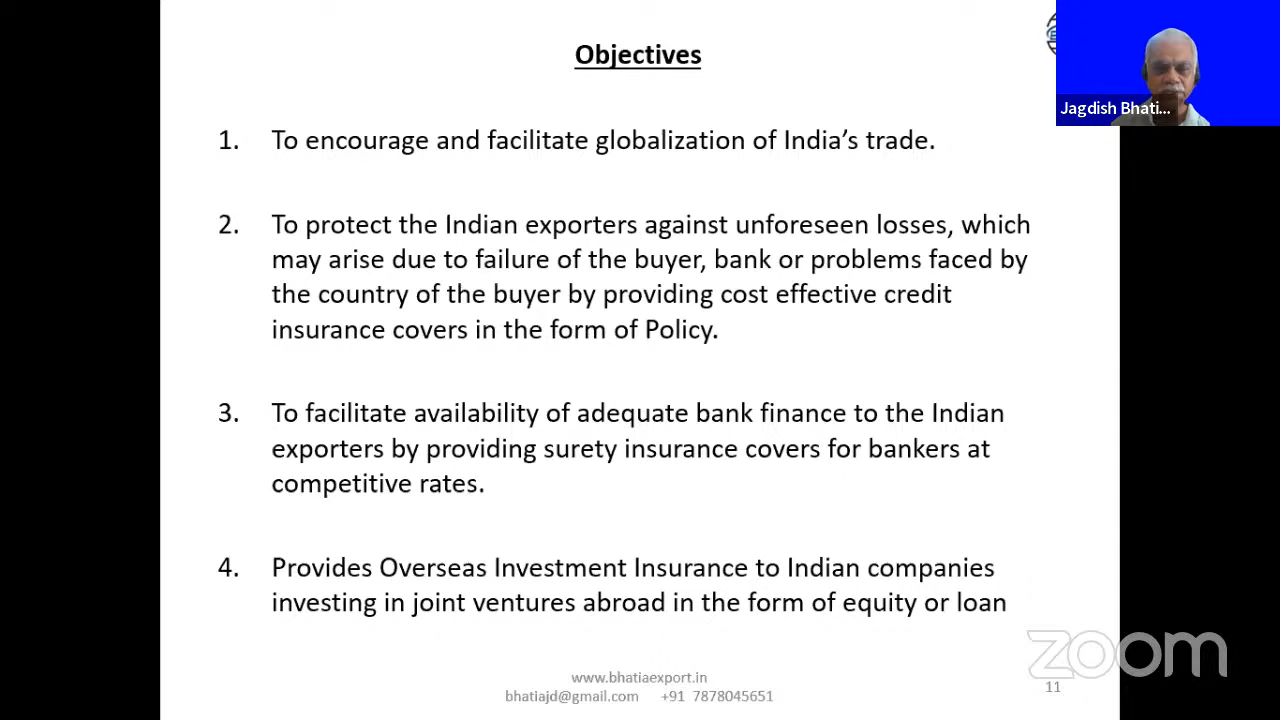 Objectives
Jagdish Bhati...
1. To encourage and facilitate globalization of India’s trade.
2. To protect the Indian exporters against unforeseen losses, which
may arise due to failure of the buyer, bank or problems faced by
the country of the buyer by providing cost effective credit
insurance covers in the form of Policy.
3. To facilitate availability of adequate bank finance to the Indian
exporters by providing surety insurance covers for bankers at
competitive rates.
4. Provides Overseas Investment Insurance to Indian companies
investing in joint ventures abroad in the form of equity or loan
zoom
www.bhatiaexport.in
bhatiajd@gmail.com +91 7878045651
11